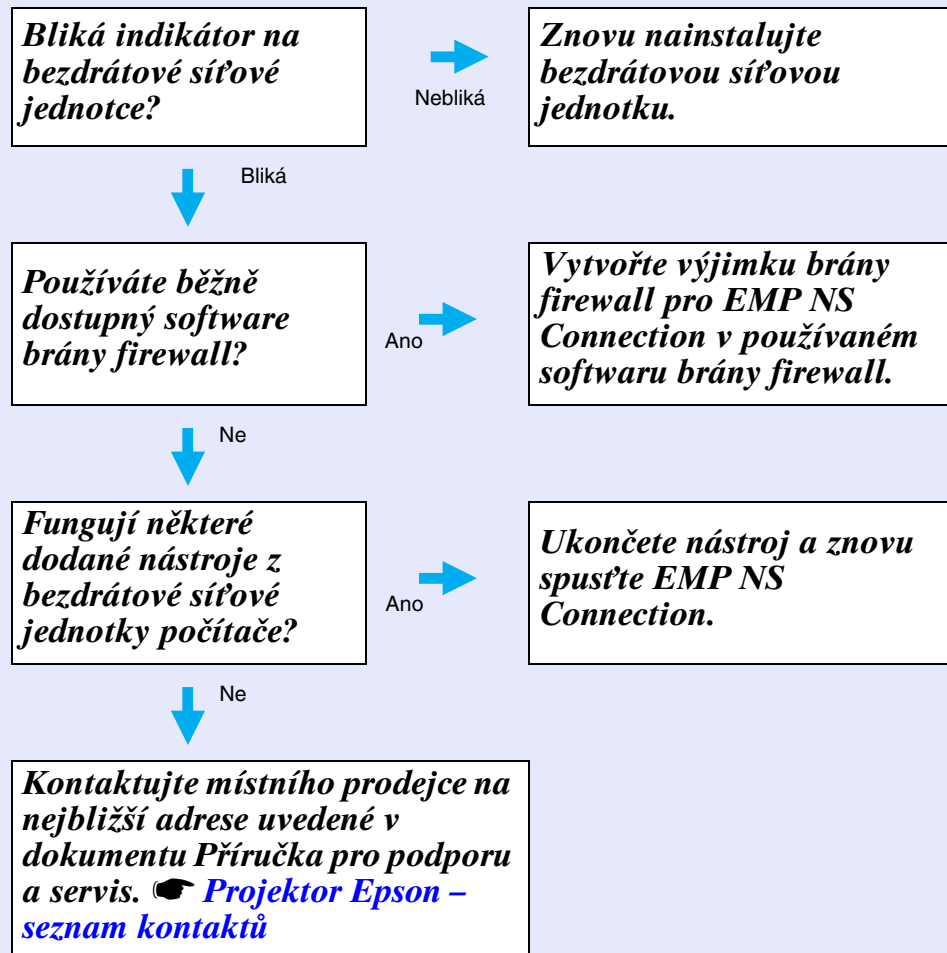 Bliká indikátor na
bezdrátové síťové
jednotce?
Nebliká
Znovu nainstalujte
bezdrátovou síťovou
jednotku.
Bliká
Používáte běžně
dostupný software
brány firewall?
Ano
Vytvořte výjimku brány
firewall pro EMP NS
Connection v používaném
softwaru brány firewall.
Ne
Fungují některé
dodané nástroje z
bezdrátové síťové
jednotky počítače?
Ano
Ukončete nástroj a znovu
spusťte EMP NS
Connection.
Ne
Kontaktujte místního prodejce na
nejbližší adrese uvedené v
dokumentu Příručka pro podporu
a servis. ☛ Projektor Epson –
seznam kontaktů